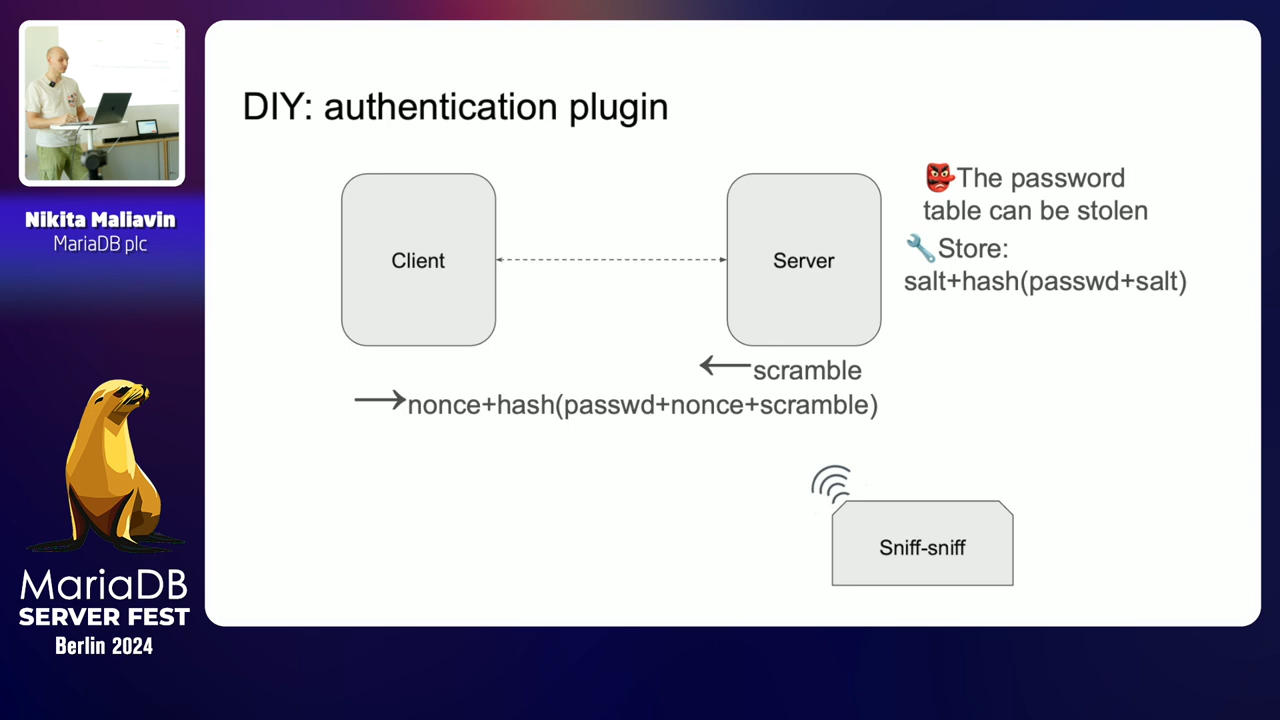 DIY: authentication plugin
Client
Server
👺The password
table can be stolen
🔧Store:
salt+hash(passwd+salt)
←scramble
→nonce+hash(passwd+nonce+scramble)
Sniff-sniff
Nikita Maliavin
MariaDB plc
MariaDB
SERVER FEST
Berlin 2024